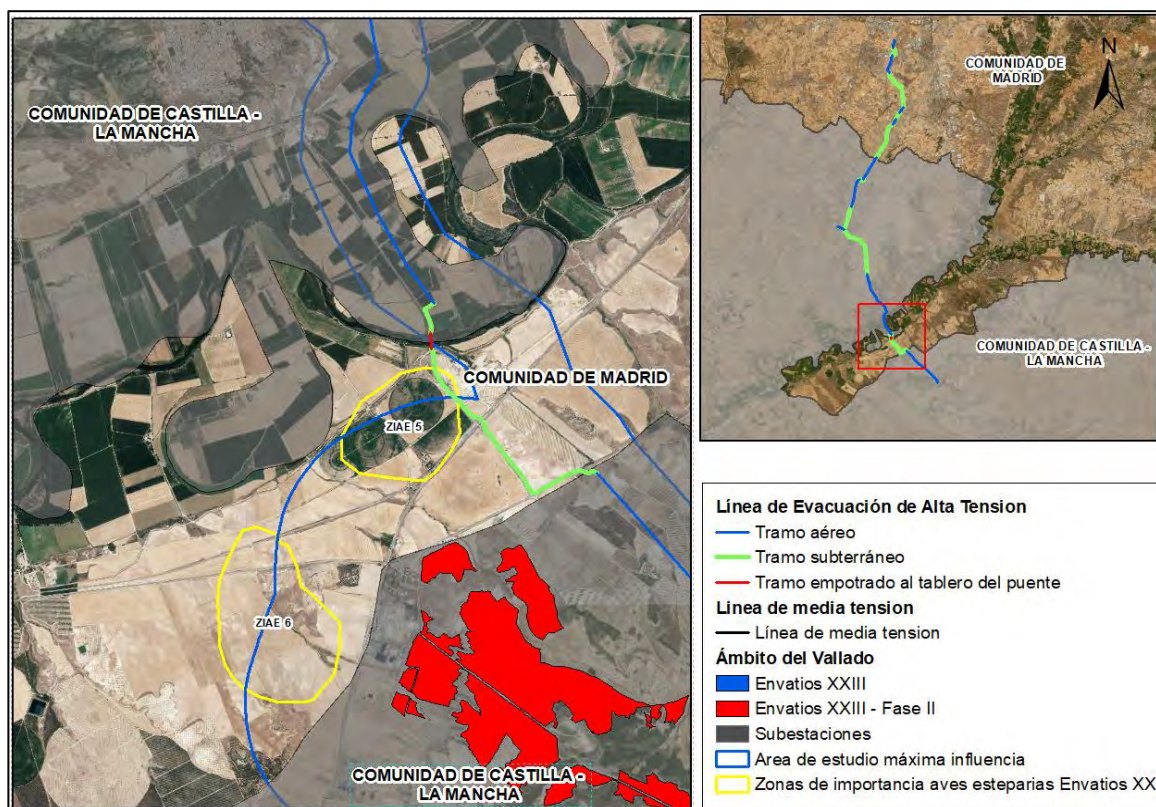 COMUNIDAD DE CASTILLA -
LA MANCHA
COMUNIDAD DE MADRID
ZIAE 5
ZIAE 6
COMUNIDAD DE CASTILLA -
LA MANCHA
COMUNIDAD DE
MADRID
N
COMUNIDAD DE CASTILLA -
LA MANCHA
Línea de Evacuación de Alta Tension
Tramo aéreo
Tramo subterráneo
Tramo empotrado al tablero del puente
Linea de media tension
Línea de media tension
Ámbito del Vallado
Envatios XXIII
Envatios XXIII - Fase II
Subestaciones
Area de estudio máxima influencia
Zonas de importancia aves esteparias Envatios XX